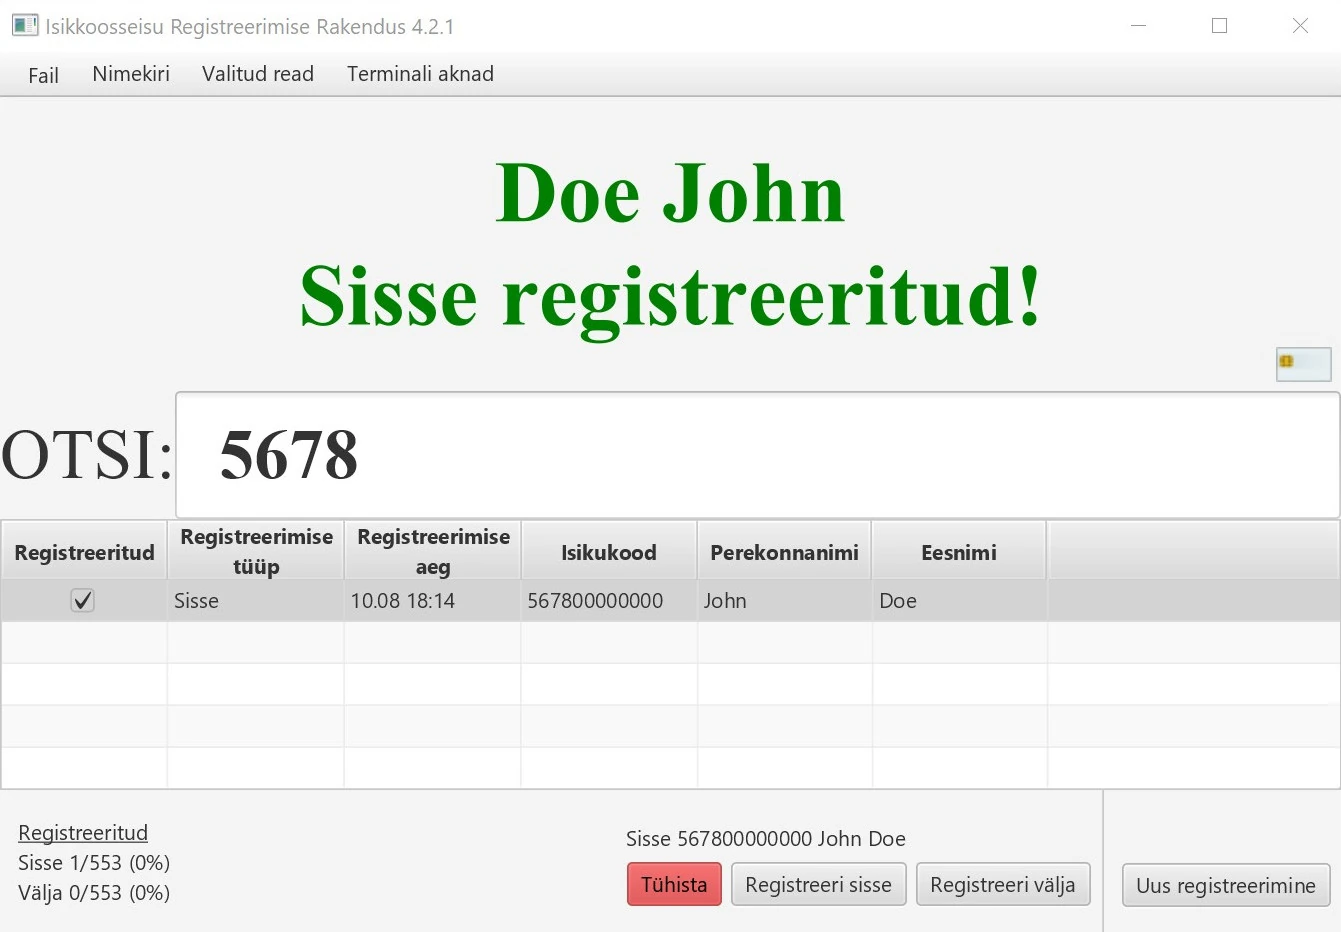 Isikkoosseisu Registreerimise Rakendus 4.2.1
Fail Nimekiri Valitud read Terminali aknad
Doe John
Sisse registreeritud!
OTSI: 5678
Registreeritud Registreerimise tüüp Registreerimise aeg Isikukood Perekonnanimi Eesnimi
Sisse 10.08 18:14 567800000000 John Doe
Registreeritud
Sisse 1/553 (0%)
Välja 0/553 (0%)
Sisse 567800000000 John Doe
Tühista Registreeri sisse Registreeri välja Uus registreerimine